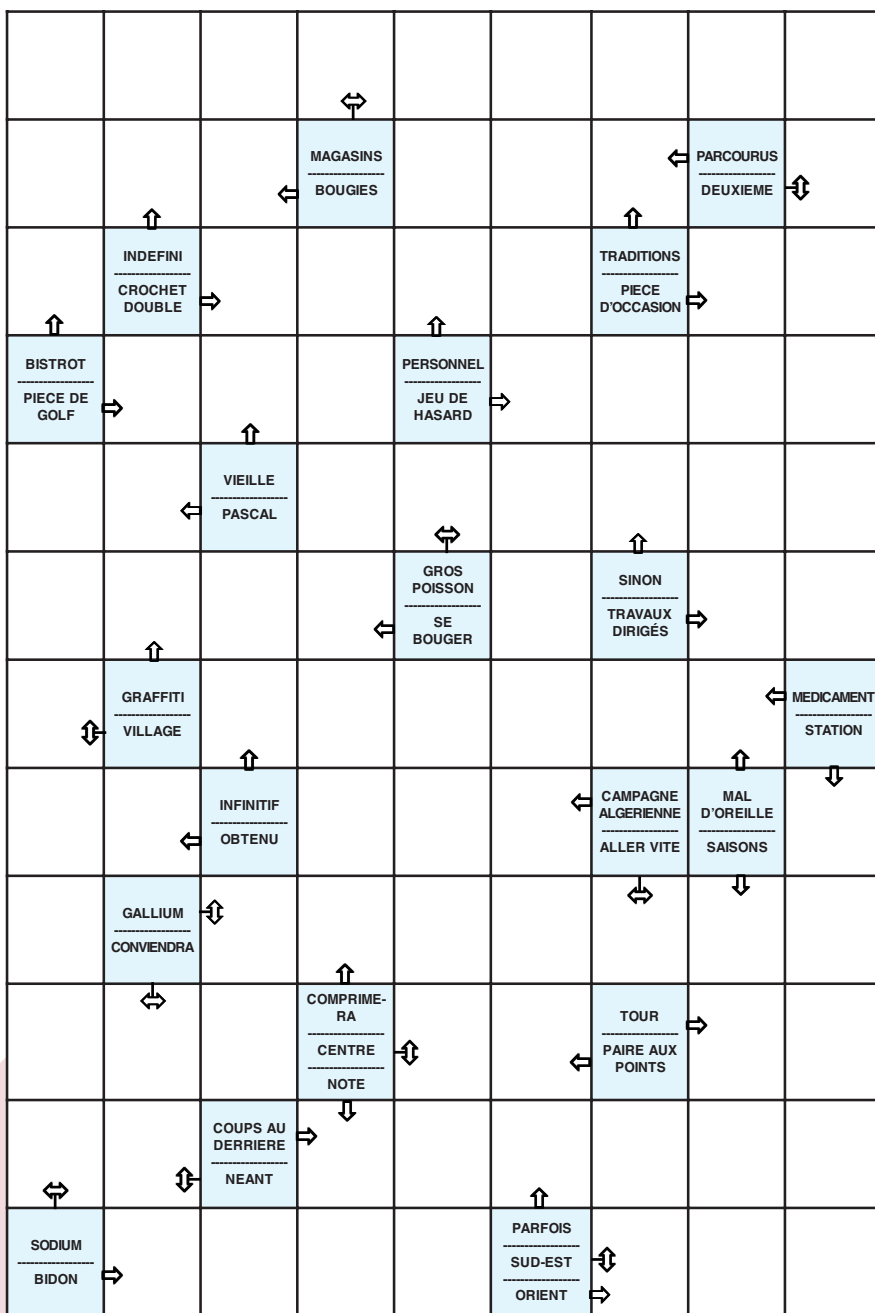 MAGASINS
BOUGIES
PARCOURUS
DEUXIEME
INDEFINI
CROCHET
DOUBLE
TRADITIONS
PIECE
D'OCCASION
BISTROT
PIECE DE
GOLF
PERSONNEL
JEU DE
HASARD
VIEILLE
PASCAL
GROS
POISSON
SE
BOUGER
SINON
TRAVAUX
DIRIGÉS
GRAFFITI
VILLAGE
MEDICAMENT
STATION
INFINITIF
OBTENU
CAMPAGNE
ALGERIENNE
ALLER VITE
MAL
D'OREILLE
SAISONS
GALLIUM
CONVIENDRA
COMPRIME-
RA
CENTRE
NOTE
TOUR
PAIRE AUX
POINTS
COUPS AU
DERRIERE
NEANT
SODIUM
BIDON
PARFOIS
SUD-EST
ORIENT